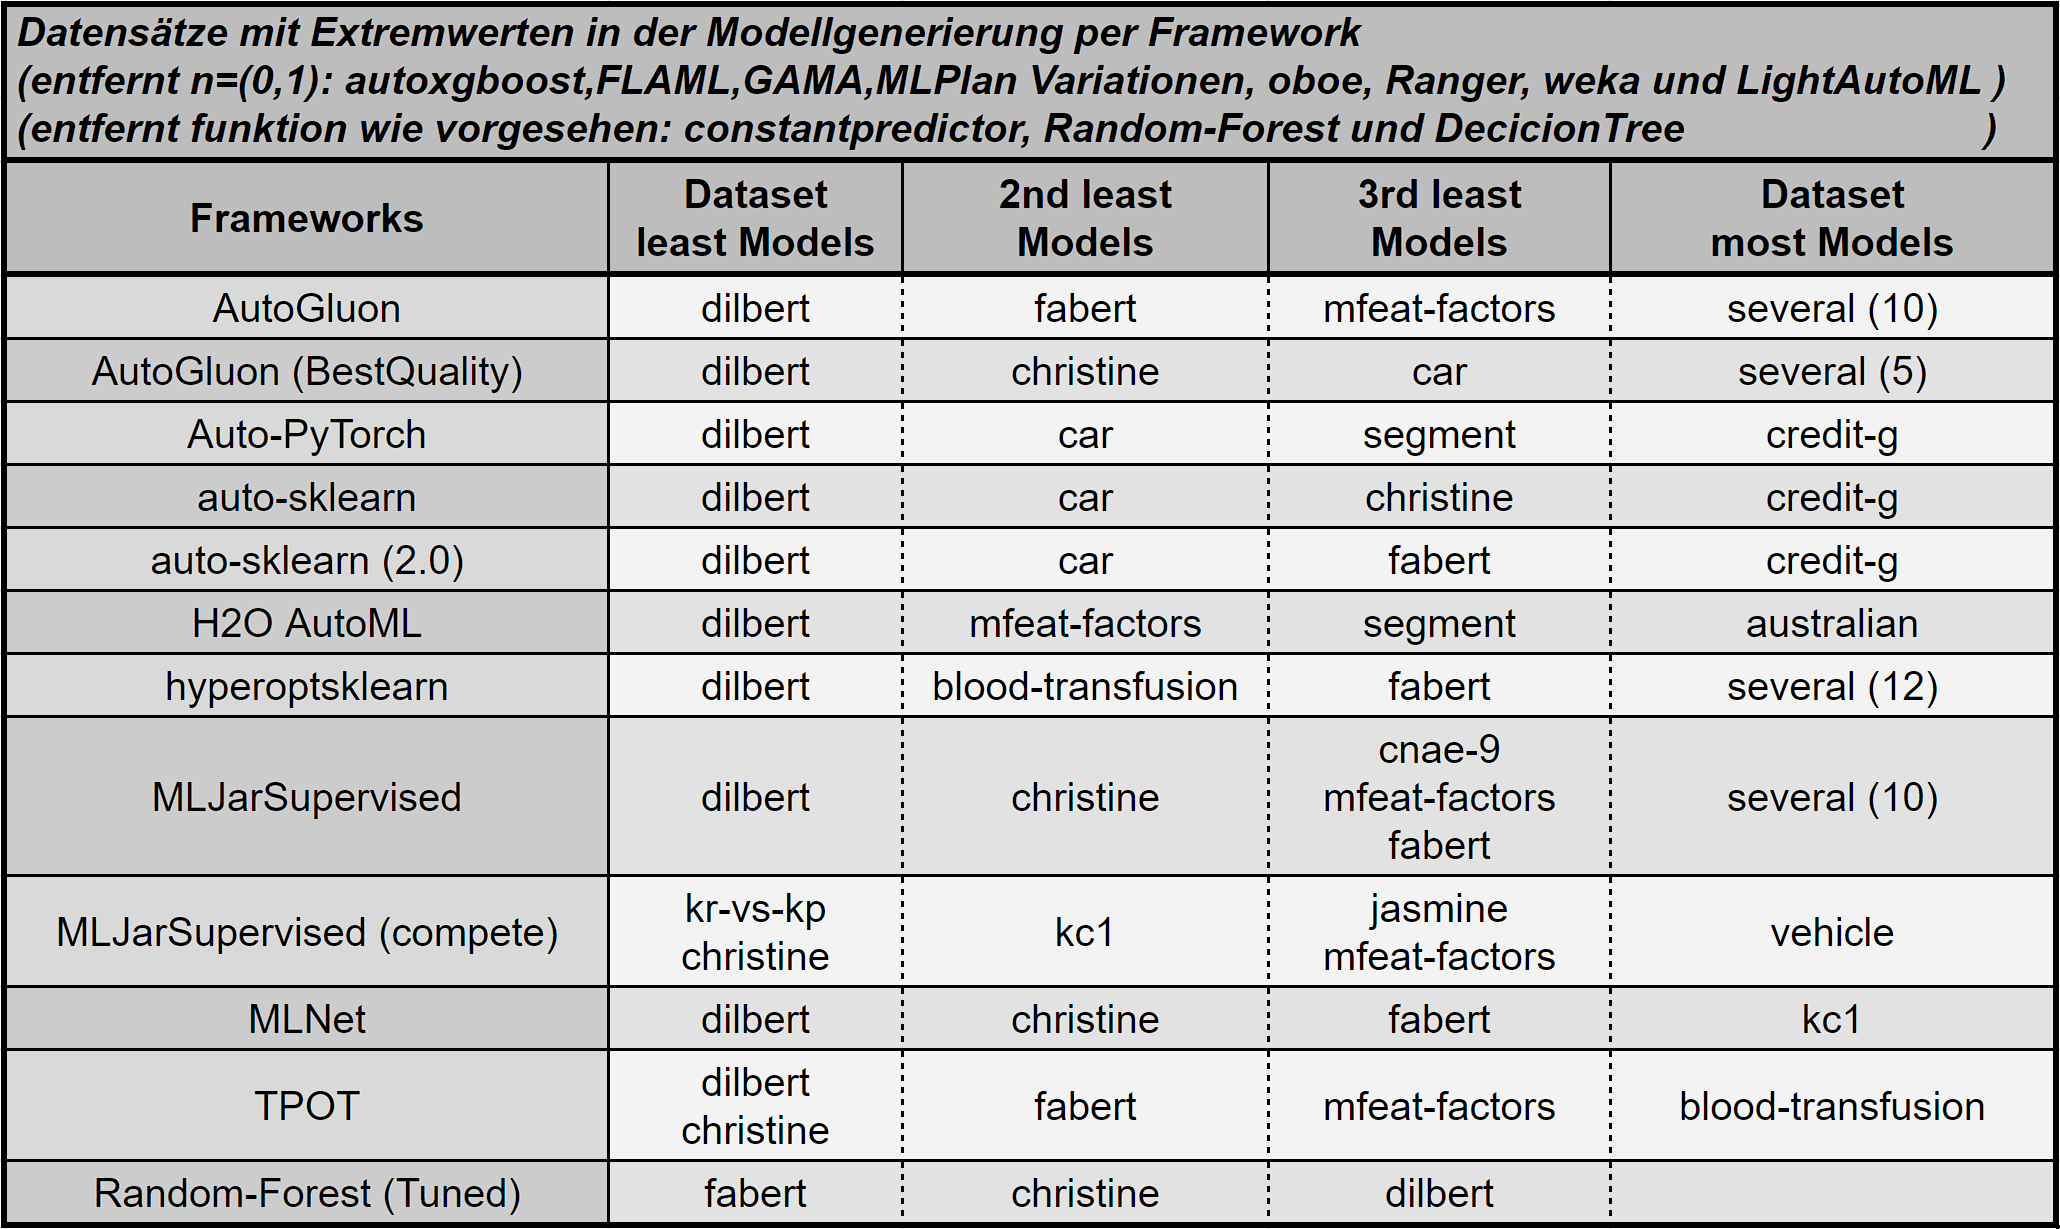 Datensätze mit Extremwerten in der Modellgenerierung per Framework
(entfernt n=(0,1): autoxgboost,FLAML,GAMA,MLPlan Variationen, oboe, Ranger, weka und LightAutoML )
(entfernt funktion wie vorgesehen: constantpredictor, Random-Forest und DecicionTree )
Frameworks
Dataset
least Models
2nd least
Models
3rd least
Models
Dataset
most Models
AutoGluon dilbert fabert mfeat-factors several (10)
AutoGluon (BestQuality) dilbert christine car several (5)
Auto-PyTorch dilbert car segment credit-g
auto-sklearn dilbert car christine credit-g
auto-sklearn (2.0) dilbert car fabert credit-g
H2O AutoML dilbert mfeat-factors segment australian
hyperoptsklearn dilbert blood-transfusion fabert several (12)
MLJarSupervised dilbert christine
cnae-9
mfeat-factors
fabert
several (10)
MLJarSupervised (compete)
kr-vs-kp
christine
kc1
jasmine
mfeat-factors
vehicle
MLNet dilbert christine fabert kc1
TPOT
dilbert
christine
fabert mfeat-factors blood-transfusion
Random-Forest (Tuned) fabert christine dilbert